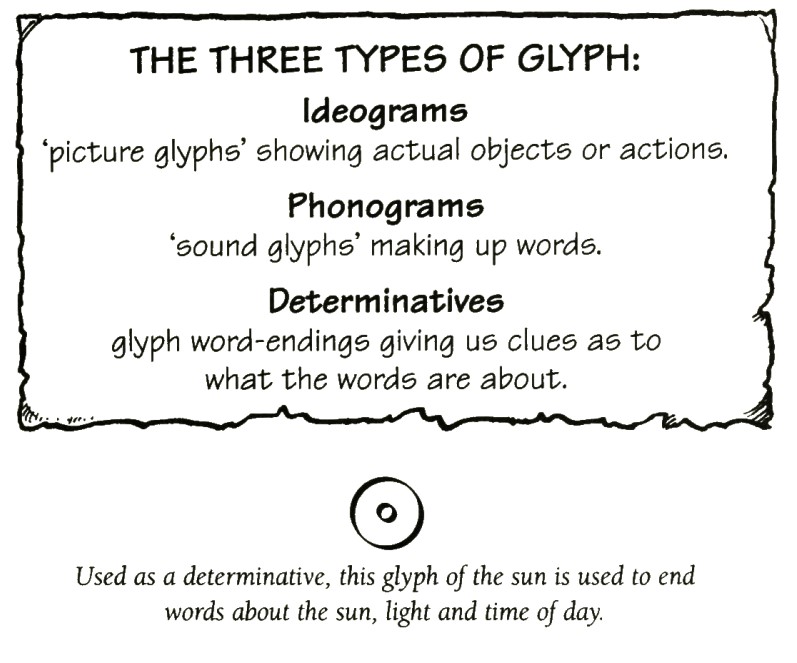 THE THREE TYPES OF GLYPH:
Ideograms
‘picture glyphs’ showing actual objects or actions.
Phonograms
‘sound glyphs’ making up words.
Determinatives
glyph word-endings giving us clues as to
what the words are about.
Used as a determinative, this glyph of the sun is used to end
words about the sun, light and time of day.